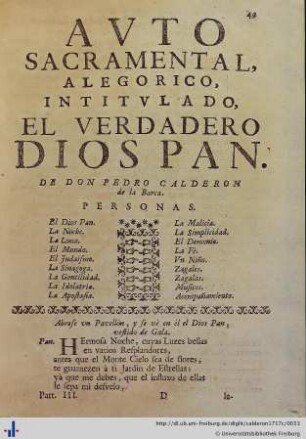 49
AVTO
SACRAMENTAL,
ALEGORICO,
INTITVLADO,
EL VERDADERO
DIOS PAN.
DE DON PEDRO CALDERON
de la Barca.
PERSONAS.
El Dios Pan.
La Noche.
La Luna.
El Mundo.
El Judaismo.
La Sinagoga.
La Gentilidad.
La Idolatria.
La Apostasia.
La Malicia.
La Simplicidad.
El Demonio.
La Fè.
Vn Niño.
Zagales.
Zagalas.
Musicos.
Acompañamiento.
Abrese vn Pavellon, y se vè en èl el Dios Pan,
vestido de Gala.
Pan. Hermosa Noche, cuyas Luzes bellas
en varios Resplandores,
antes que el Monte Cielo sea de flores,
te guarnecen à ti Jardin de Estrellas:
ya que me debes, que el influxo de ellas
le sepa mi desvelo,
Part. III.
D
http://dl.ub.uni-freiburg.de/diglit/calderon1717c/0053
© Universitätsbibliothek Freiburg